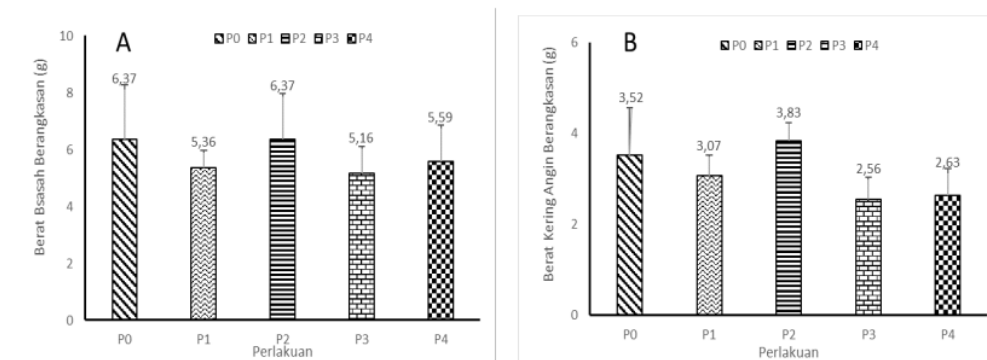 A
P0 P1 P2 P3 P4
Berat Bsasah Berangkasan (g)
10
8
6
4
2
0
6,37
5,36
6,37
5,16
5,59
P0 P1 P2 P3 P4
Perlakuan
B
P0 P1 P2 P3 P4
Berat Kering Angin Berangkasan (g)
6
4
2
0
3,52
3,07
3,83
2,56
2,63
P0 P1 P2 P3 P4
Perlakuan